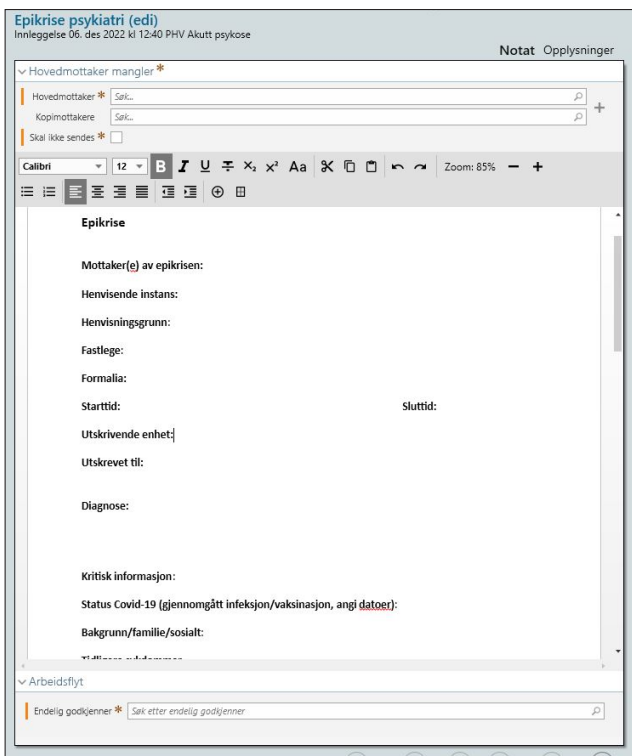 Epikrise psykiatri (edi)
Innleggelse 06. des 2022 kl 12:40 PHV Akutt psykose
Notat Opplysninger
Hovedmottaker mangler *
Hovedmottaker * Søk...
Kopimottakere Søk...
Skal ikke sendes *
Calibri 12 B I U T X₂ X² Aa Zoom: 85% − +
Epikrise
Mottaker(e) av epikrisen:
Henvisende instans:
Henvisningsgrunn:
Fastlege:
Formalia:
Starttid: Sluttid:
Utskrivende enhet:
Utskrevet til:
Diagnose:
Kritisk informasjon:
Status Covid-19 (gjennomgått infeksjon/vaksinasjon, angi datoer):
Bakgrunn/familie/sosialt:
Arbeidsflyt
Endelig godkjenner * Søk etter endelig godkjenner